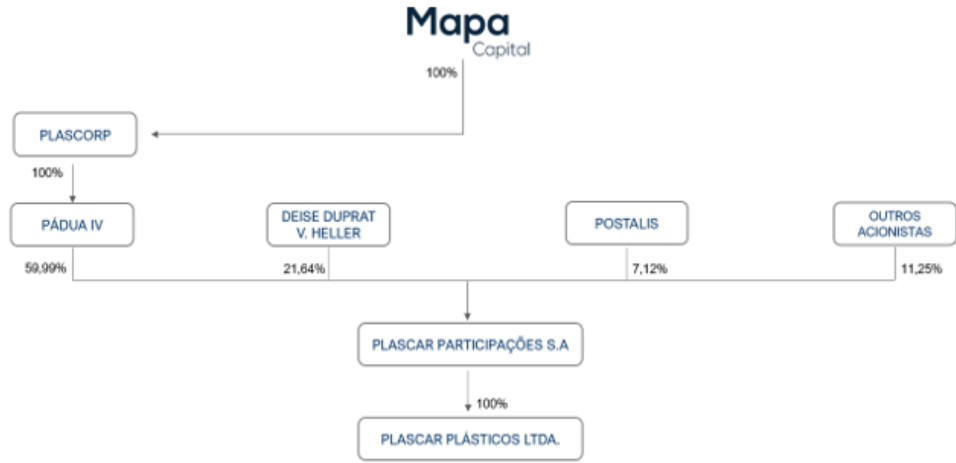 Mapa
Capital
100%
PLASCORP
100%
PÁDUA IV
DEISE DUPRAT
V. HELLER
POSTALIS
OUTROS
ACIONISTAS
59,99%
21,64%
7,12%
11,25%
PLASCAR PARTICIPAÇÕES S.A
100%
PLASCAR PLÁSTICOS LTDA.